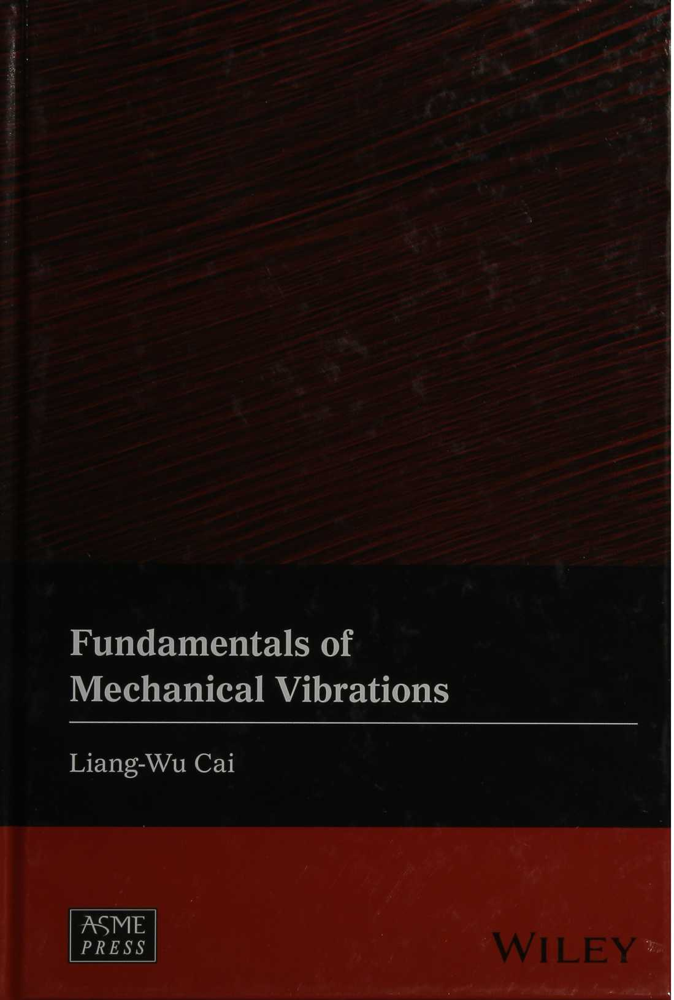 Fundamentals of
Mechanical Vibrations
Liang-Wu Cai
ASME
PRESS
WILEY